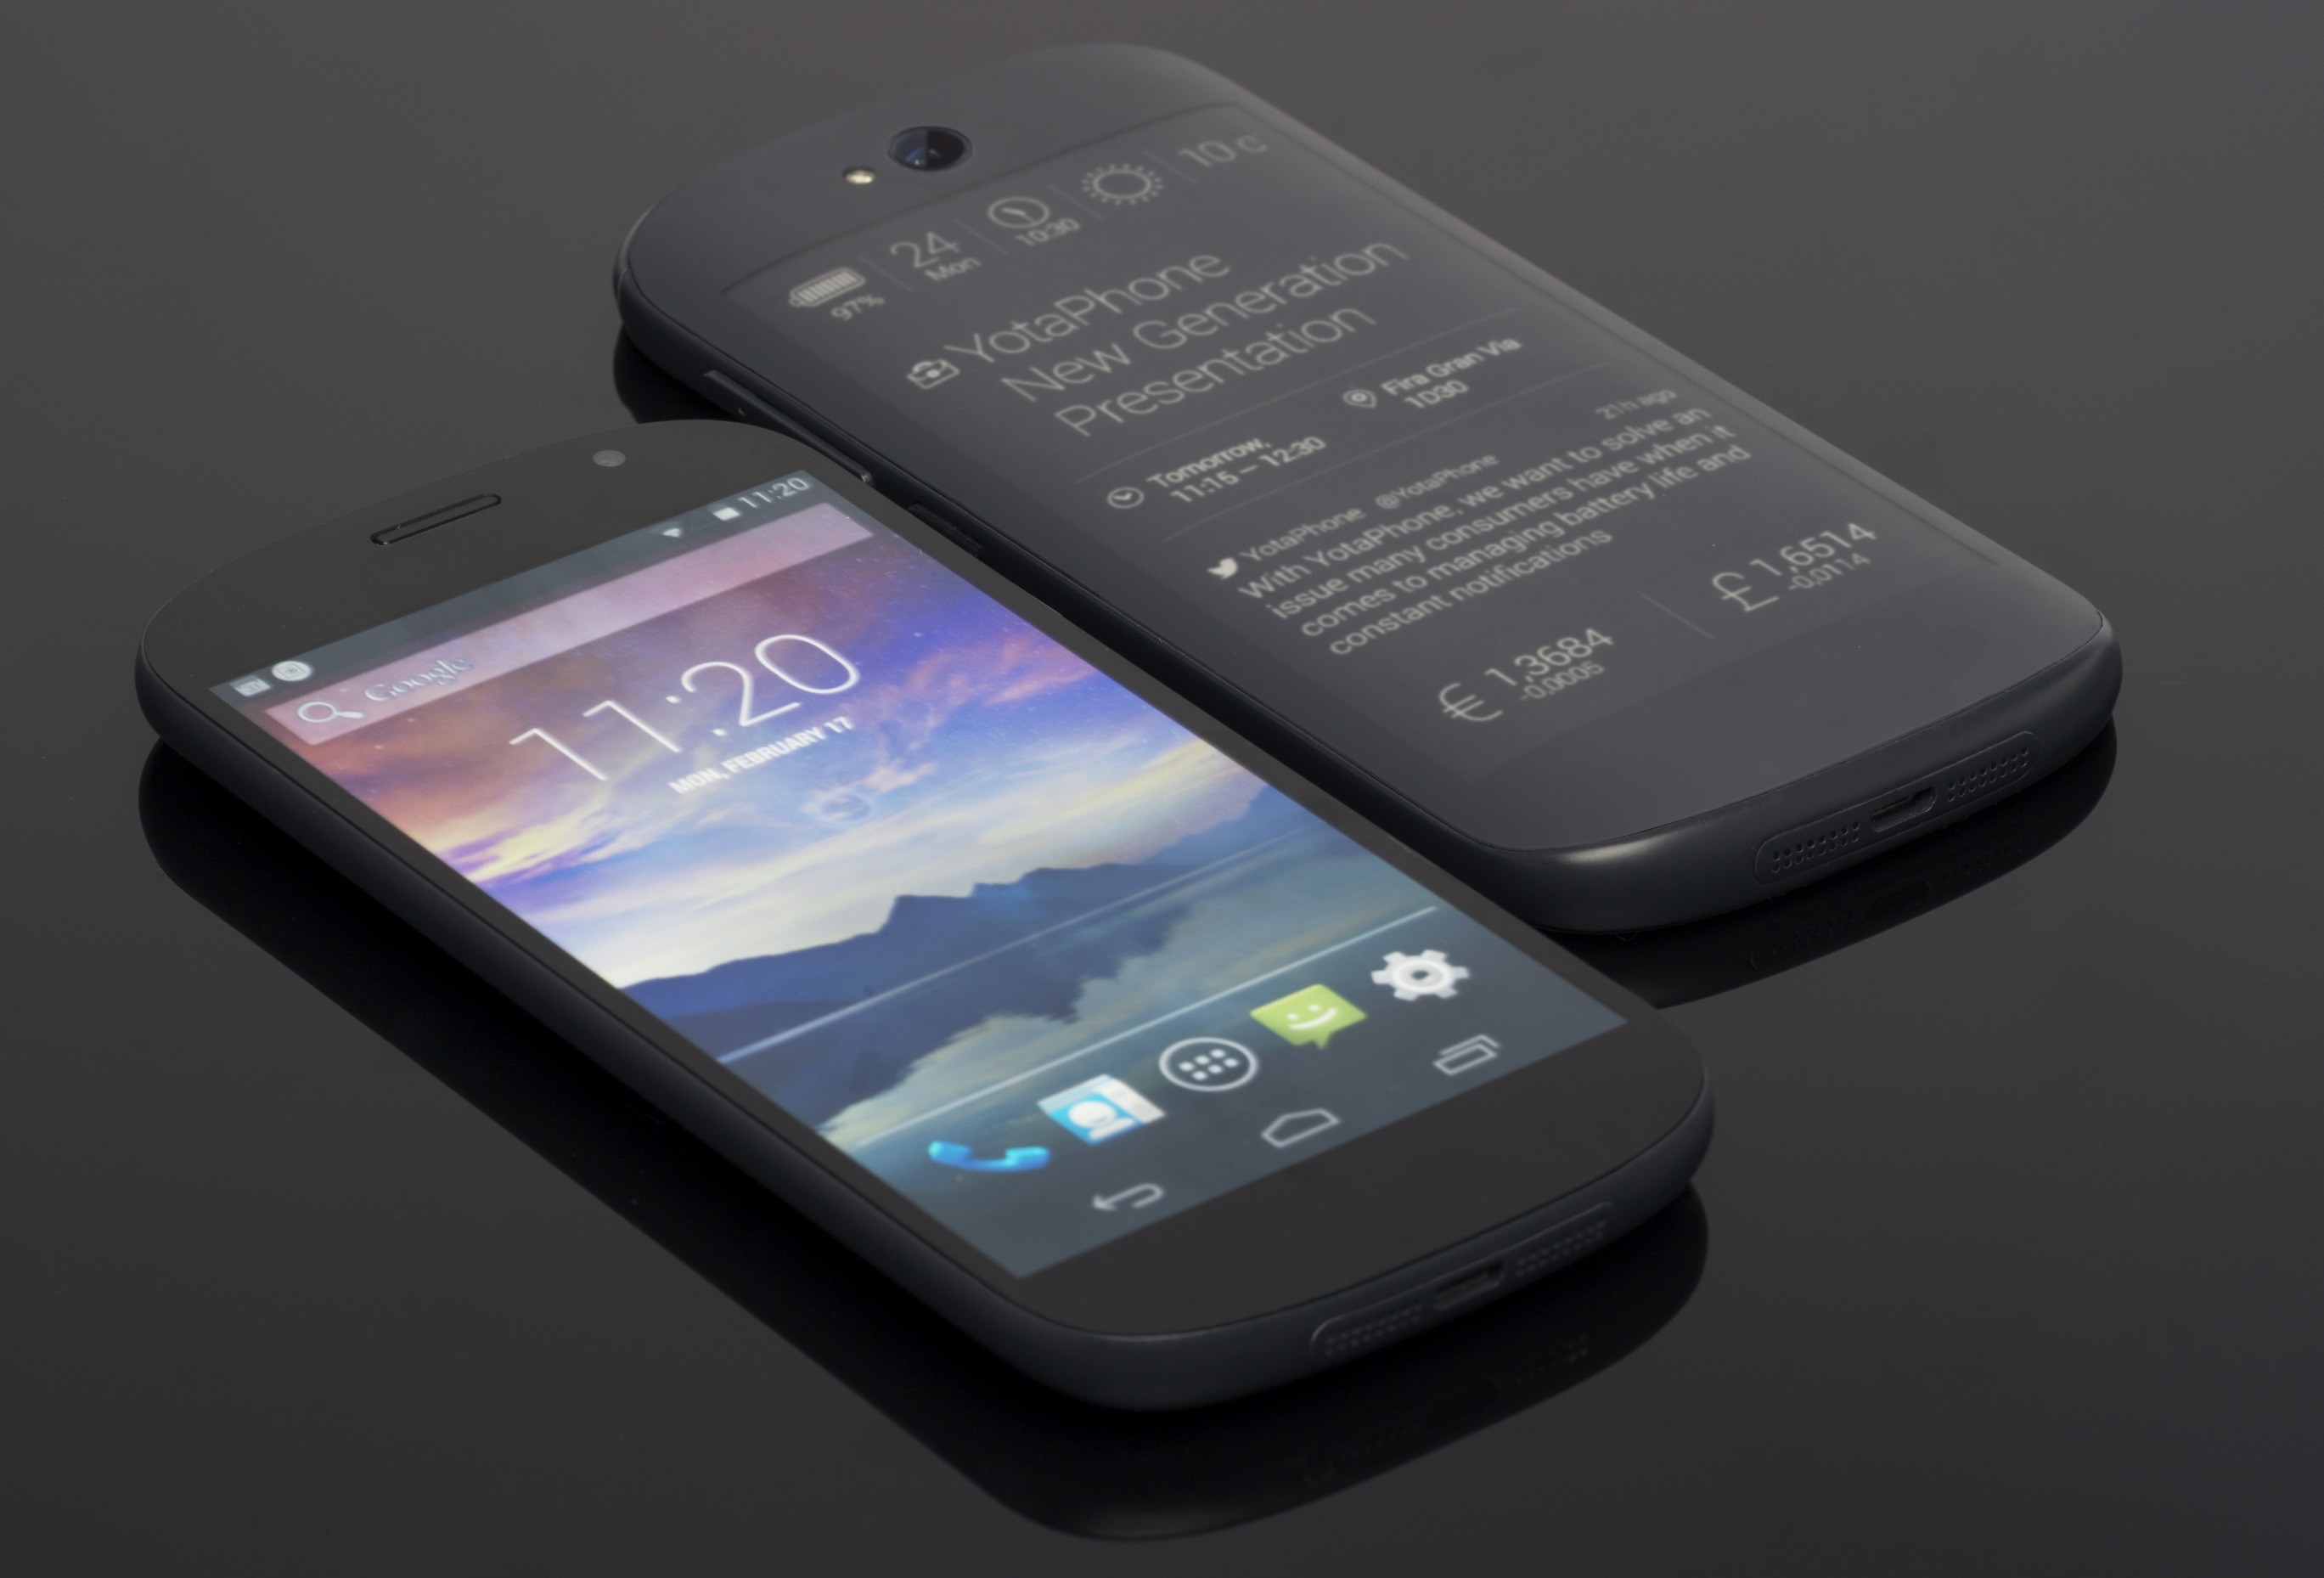 97%
24
Mon
10:30
10 c
YotaPhone
New Generation
Presentation
Tomorrow,
11:15 — 12:30
Fira Gran Via
1D30
YotaPhone @YotaPhone
21h ago
With YotaPhone, we want to solve an
issue many consumers have when it
comes to managing battery life and
constant notifications
€ 1,3684
-0,0005
£ 1,6514
-0,0114
11:20
Google
11:20
MON, FEBRUARY 17